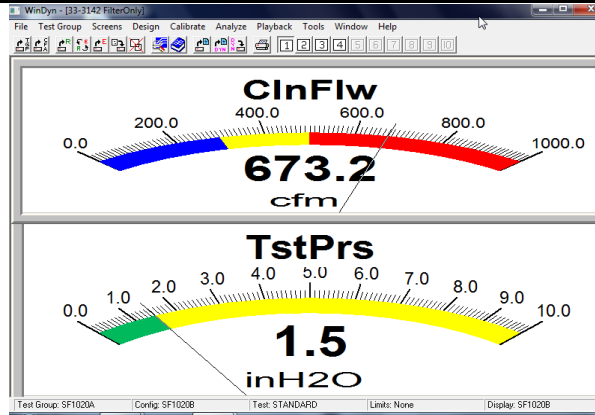 WinDyn - [33-3142 FilterOnly]
File Test Group Screens Design Calibrate Analyze Playback Tools Window Help
1 2 3 4 5 6 7 8 9 10
ClnFlw
0.0 200.0 400.0 600.0 800.0 1000.0
673.2
cfm
TstPrs
0.0 1.0 2.0 3.0 4.0 5.0 6.0 7.0 8.0 9.0 10.0
1.5
inH2O
Test Group: SF1020A Config: SF1020B Test: STANDARD Limits: None Display: SF1020B